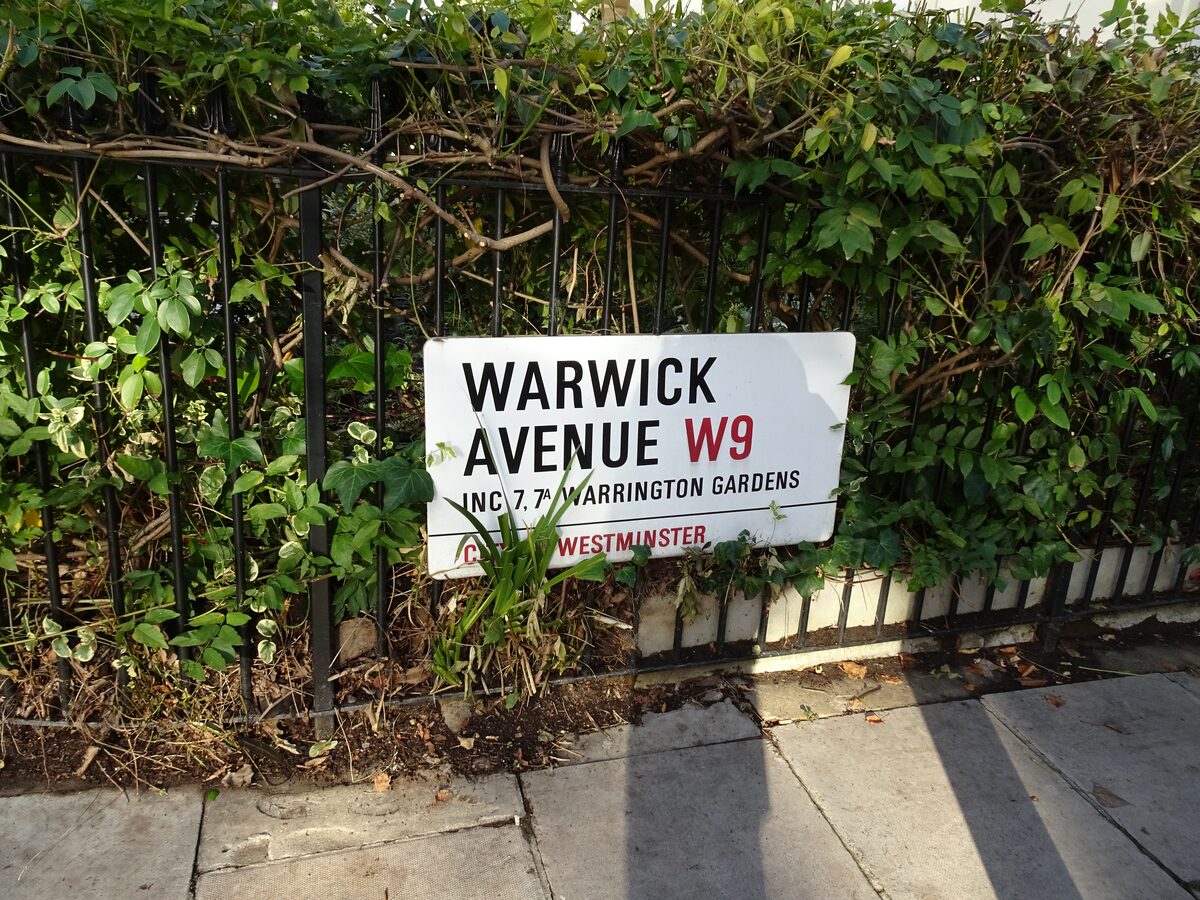 WARWICK
AVENUE W9
INC 7, 7A WARRINGTON GARDENS
WESTMINSTER